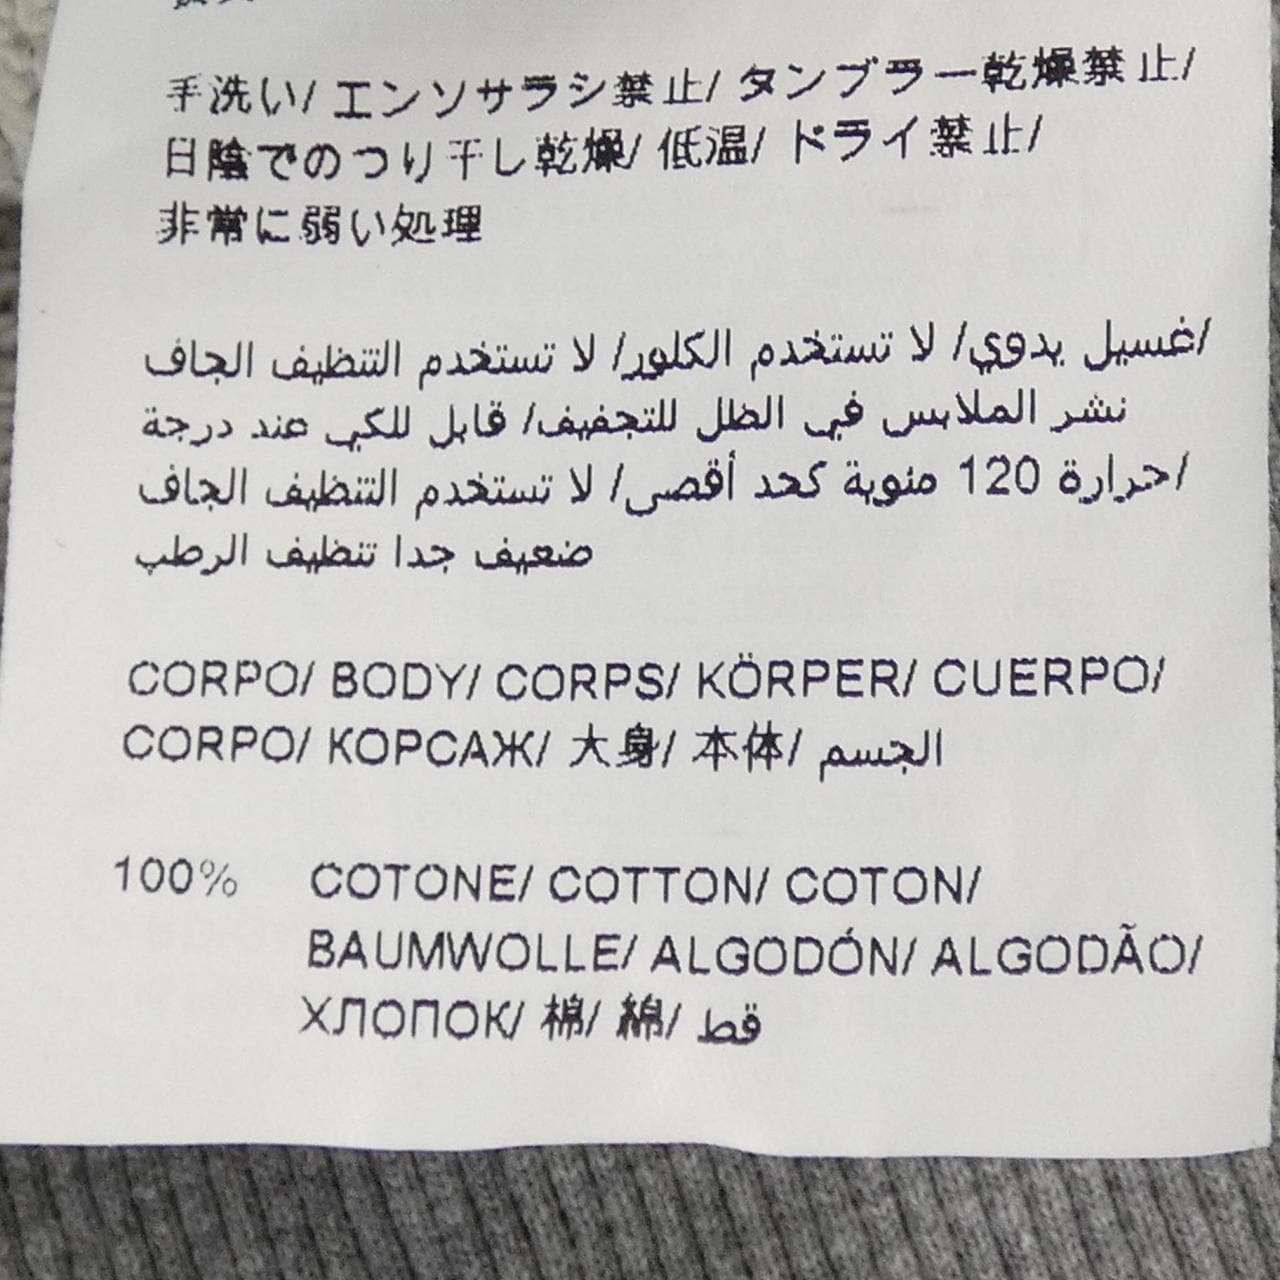 手洗い/ エンソサラシ禁止/ タンブラー乾燥禁止/
日陰でのつり干し乾燥/ 低温/ ドライ禁止/
非常に弱い処理
غسيل يدوي/ لا تستخدم الكلور/ لا تستخدم التنظيف الجاف/
نشر الملابس في الظل للتجفيف/ قابل للكي عند درجة
حرارة 120 منوية كحد أقصى/ لا تستخدم التنظيف الجاف/
ضعيف جدا تنظيف الرطب
CORPO/ BODY/ CORPS/ KÖRPER/ CUERPO/
CORPO/ КОРСАЖ/ 大身/ 本体/ الجسم
100% COTONE/ COTTON/ COTON/
BAUMWOLLE/ ALGODÓN/ ALGODÃO/
ХЛОПОК/ 棉/ 綿/ قط